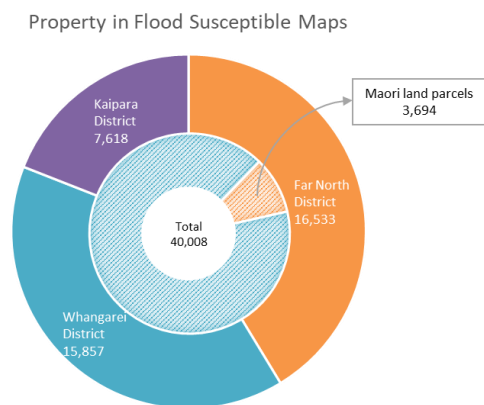 Property in Flood Susceptible Maps
Maori land parcels
3,694
Kaipara
District
7,618
Far North
District
16,533
Total
40,008
Whangarei
District
15,857